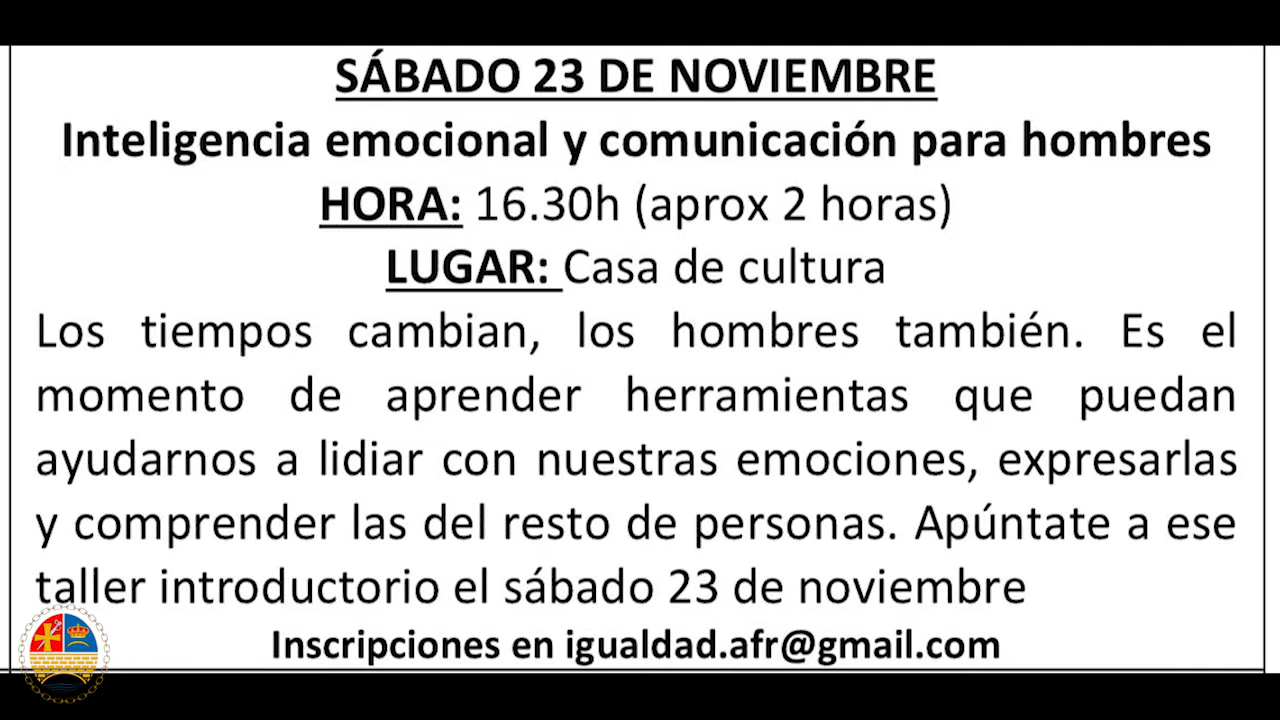 SÁBADO 23 DE NOVIEMBRE
Inteligencia emocional y comunicación para hombres
HORA: 16.30h (aprox 2 horas)
LUGAR: Casa de cultura
Los tiempos cambian, los hombres también. Es el
momento de aprender herramientas que puedan
ayudarnos a lidiar con nuestras emociones, expresarlas
y comprender las del resto de personas. Apúntate a ese
taller introductorio el sábado 23 de noviembre
Inscripciones en igualdad.afr@gmail.com